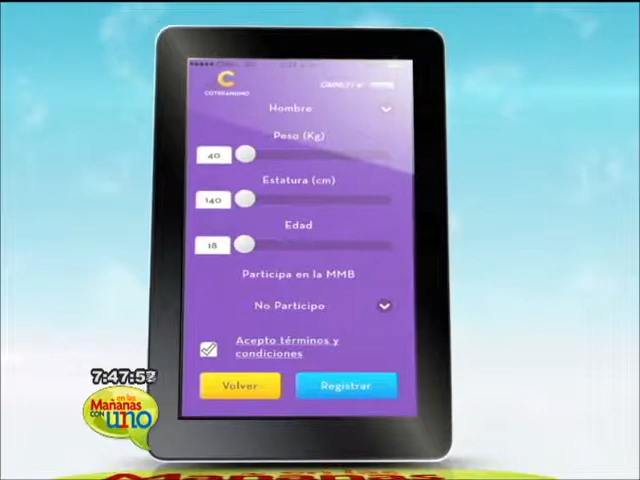 C
Hombre
Peso (Kg)
40
Estatura (cm)
140
Edad
18
Participa en la MMB
No Participo
Acepto términos y
condiciones
Volver
Registrar
7:47:52
en las
Mañanas
CON uno